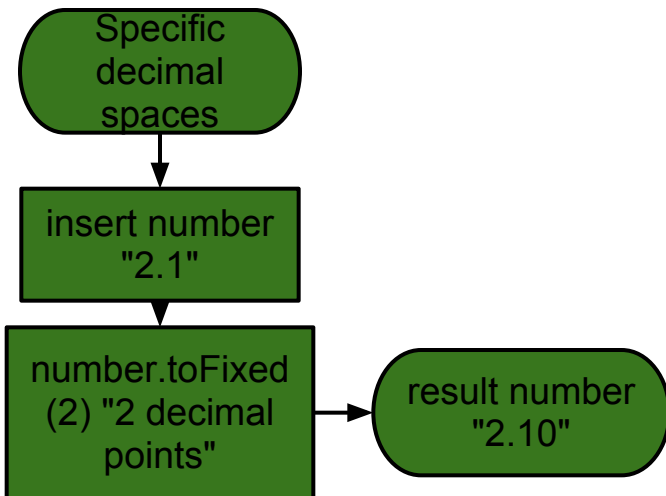 Specific
decimal
spaces
insert number
"2.1"
number.toFixed
(2) "2 decimal
points"
result number
"2.10"